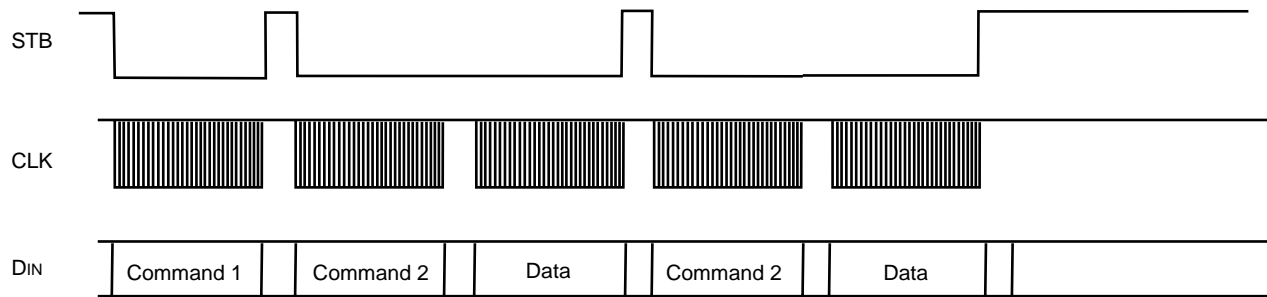 STB
CLK
DIN
Command 1 Command 2 Data Command 2 Data